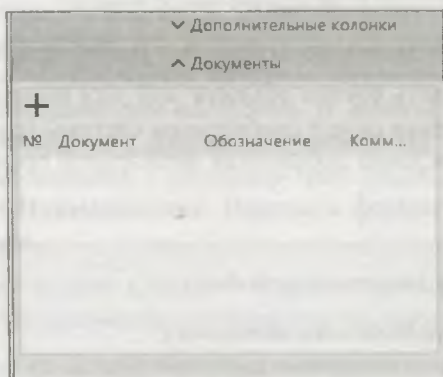 Дополнительные колонки
Документы
№ Документ Обозначение Комм...